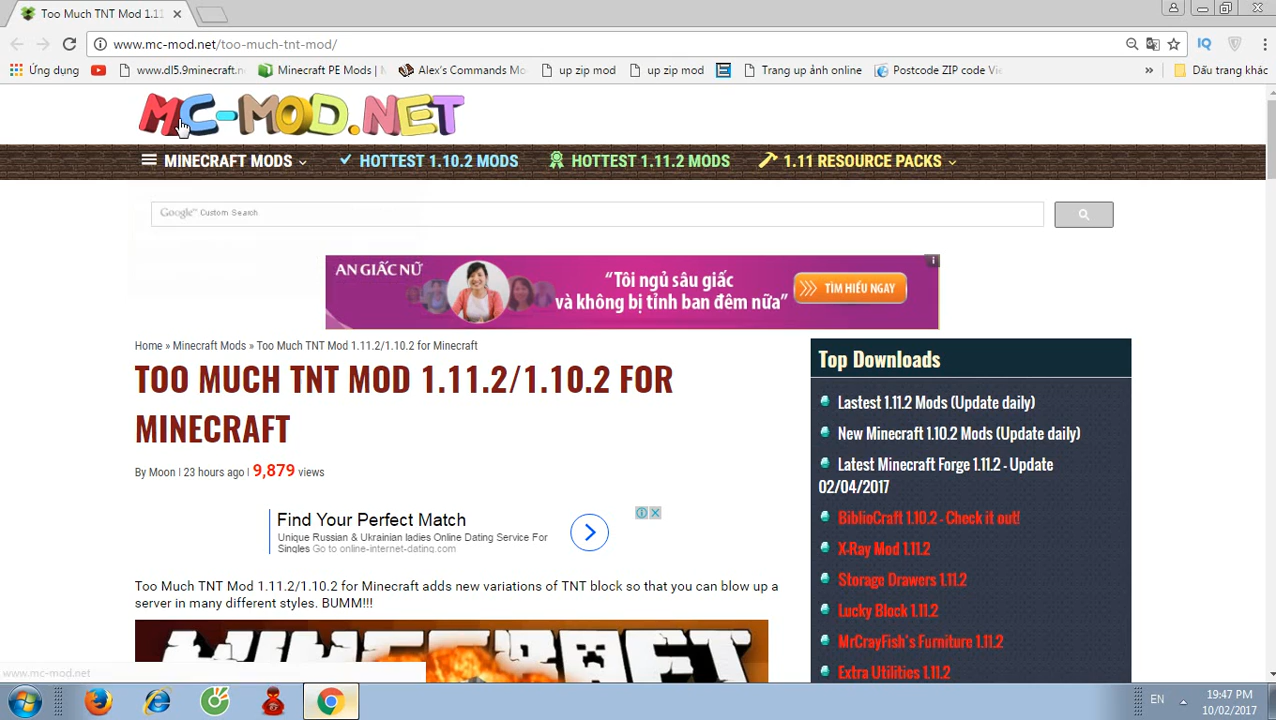 Too Much TNT Mod 1.11
www.mc-mod.net/too-much-tnt-mod/
Ứng dụng
www.dl5.9minecraft.ne
Minecraft PE Mods |
Alex's Commands Mo
up zip mod
up zip mod
Trang up ảnh online
Postcode ZIP code Vi
»
Dấu trang khác
MC-MOD.NET
MINECRAFT MODS
HOTTEST 1.10.2 MODS
HOTTEST 1.11.2 MODS
1.11 RESOURCE PACKS
Google™ Custom Search
AN GIẤC NỮ
“Tôi ngủ sâu giấc
và không bị tỉnh ban đêm nữa”
TÌM HIỂU NGAY
Home » Minecraft Mods » Too Much TNT Mod 1.11.2/1.10.2 for Minecraft
TOO MUCH TNT MOD 1.11.2/1.10.2 FOR
MINECRAFT
By Moon | 23 hours ago | 9,879 views
Find Your Perfect Match
Unique Russian & Ukrainian ladies Online Dating Service For
Singles Go to online-internet-dating.com
Too Much TNT Mod 1.11.2/1.10.2 for Minecraft adds new variations of TNT block so that you can blow up a
server in many different styles. BUMM!!!
MINECRAFT
Top Downloads
Lastest 1.11.2 Mods (Update daily)
New Minecraft 1.10.2 Mods (Update daily)
Latest Minecraft Forge 1.11.2 - Update
02/04/2017
BiblioCraft 1.10.2 - Check it out!
X-Ray Mod 1.11.2
Storage Drawers 1.11.2
Lucky Block 1.11.2
MrCrayFish's Furniture 1.11.2
Extra Utilities 1.11.2
www.mc-mod.net
EN
19:47 PM
10/02/2017